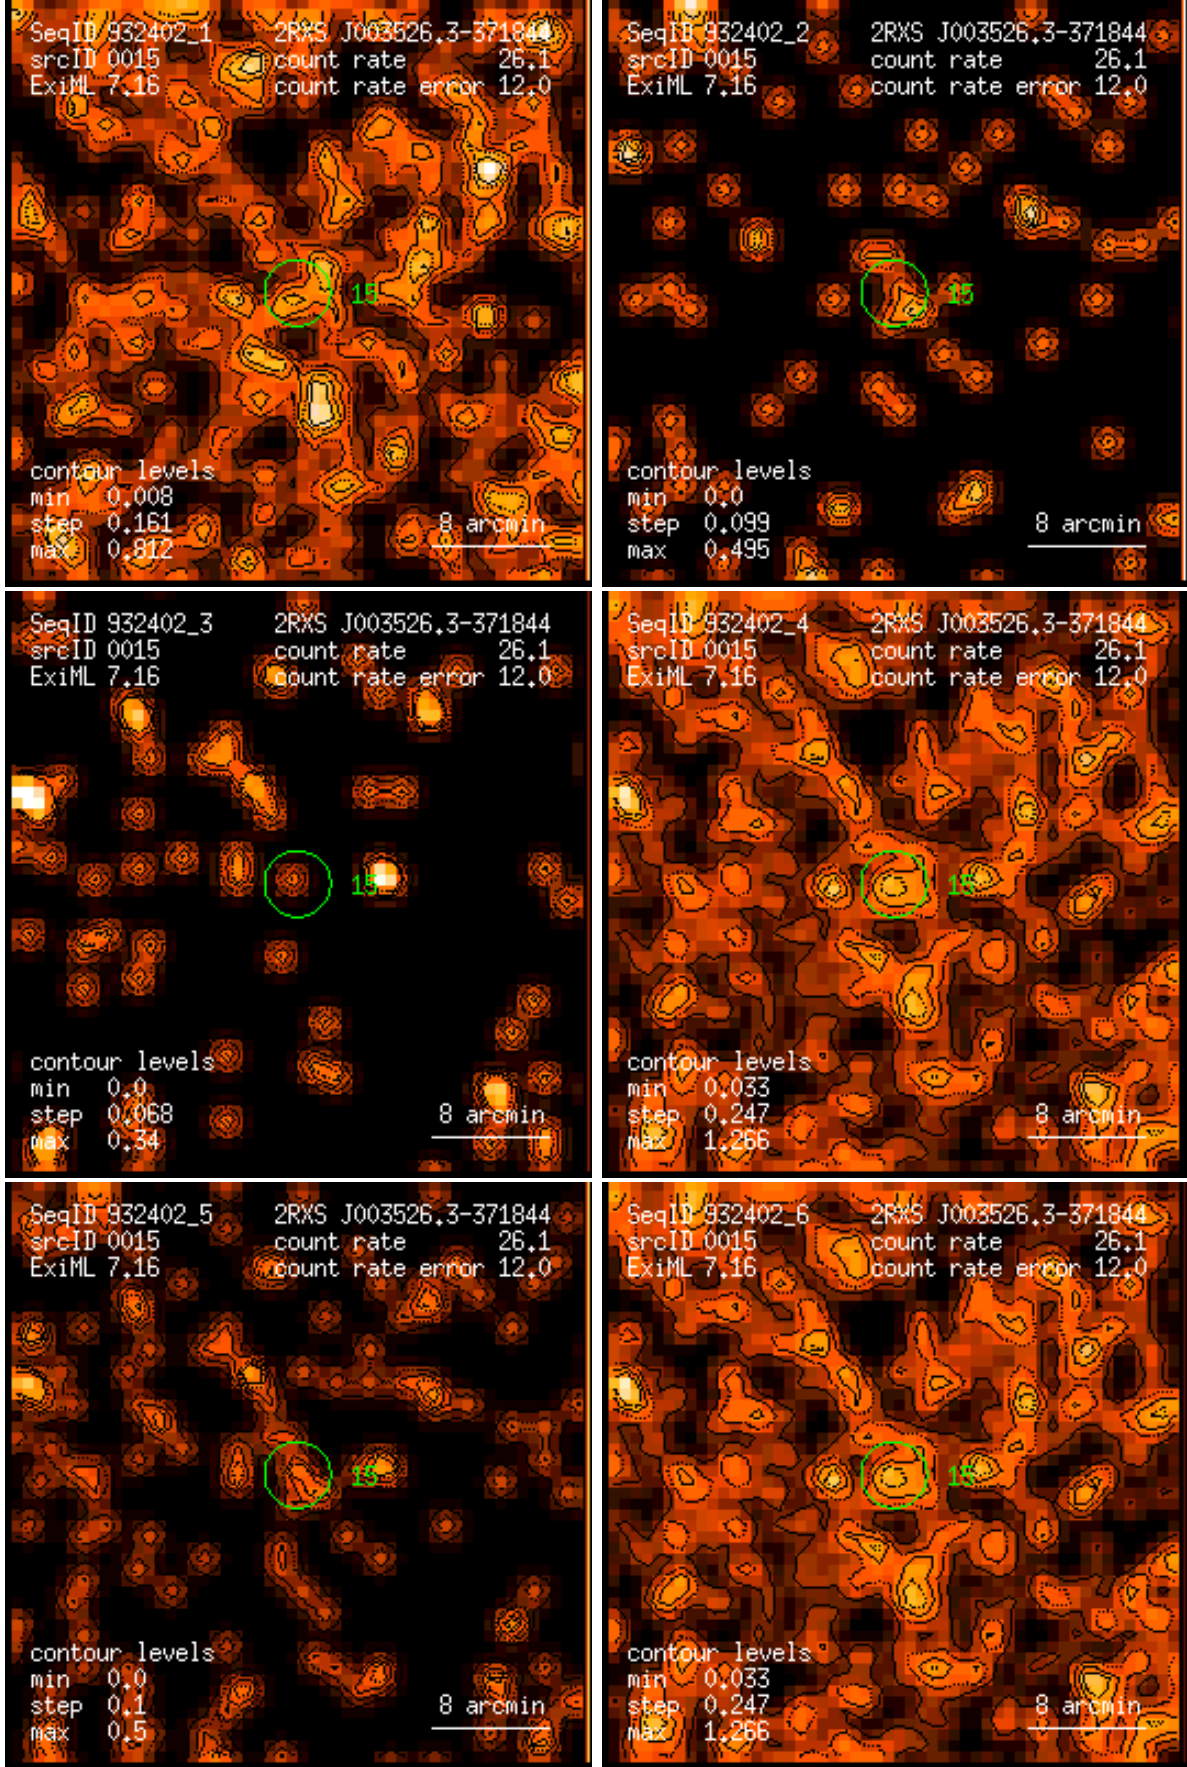 SeqID 932402_1 2RXS J003526.3-371844
srcID 0015 count rate 26.1
ExiML 7.16 count rate error 12.0
15
contour levels
min 0.008
step 0.161 8 arcmin
max 0.812
SeqID 932402_2 2RXS J003526.3-371844
srcID 0015 count rate 26.1
ExiML 7.16 count rate error 12.0
15
contour levels
min 0.0
step 0.099 8 arcmin
max 0.495
SeqID 932402_3 2RXS J003526.3-371844
srcID 0015 count rate 26.1
ExiML 7.16 count rate error 12.0
15
contour levels
min 0.0
step 0.068 8 arcmin
max 0.34
SeqID 932402_4 2RXS J003526.3-371844
srcID 0015 count rate 26.1
ExiML 7.16 count rate error 12.0
15
contour levels
min 0.033
step 0.247 8 arcmin
max 1.266
SeqID 932402_5 2RXS J003526.3-371844
srcID 0015 count rate 26.1
ExiML 7.16 count rate error 12.0
15
contour levels
min 0.0
step 0.1 8 arcmin
max 0.5
SeqID 932402_6 2RXS J003526.3-371844
srcID 0015 count rate 26.1
ExiML 7.16 count rate error 12.0
15
contour levels
min 0.033
step 0.247 8 arcmin
max 1.266